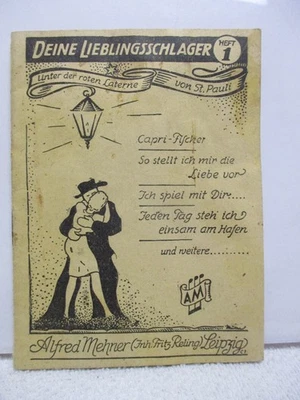 DEINE LIEBLINGSSCHLAGER
HEFT
1
unter der roten Laterne
von St. Pauli
Capri-Fischer
So stellt ich mir die
Liebe vor
Ich spiel mit Dir....
Jeden Tag steh' ich
einsam am Hafen
und weitere.........
AM
Alfred Mehner (Inh. Fritz Reling) Leipzig